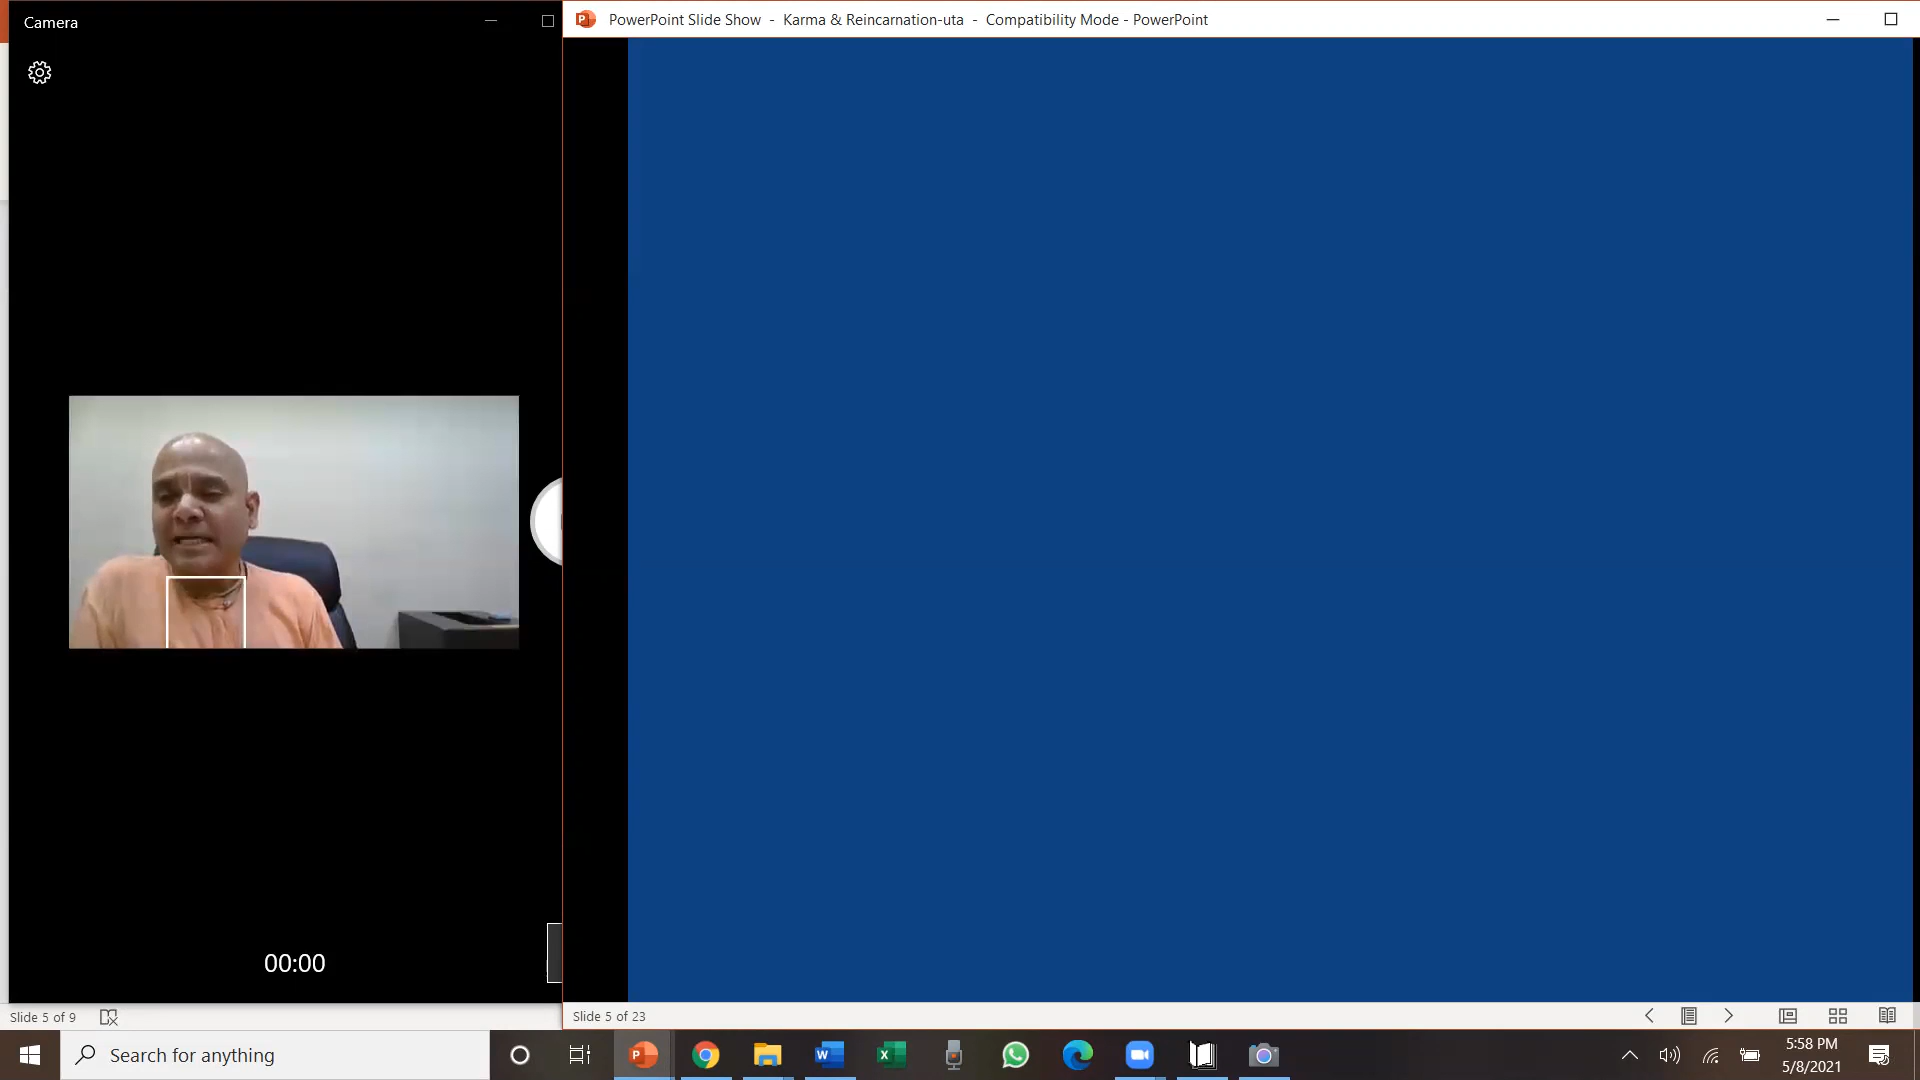 Camera
PowerPoint Slide Show - Karma & Reincarnation-uta - Compatibility Mode - PowerPoint
00:00
Slide 5 of 9
Slide 5 of 23
Search for anything
5:58 PM
5/8/2021